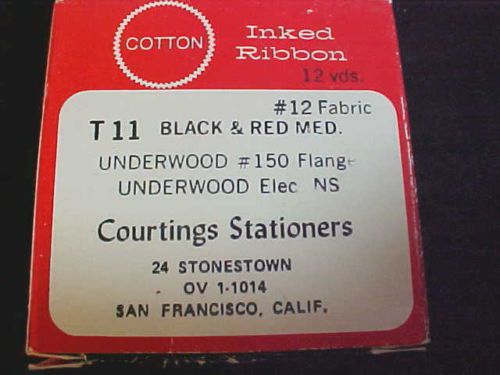 COTTON
Inked
Ribbon
12 yds.
#12 Fabric
T 11 BLACK & RED MED.
UNDERWOOD #150 Flange
UNDERWOOD Elec NS
Courtings Stationers
24 STONESTOWN
OV 1-1014
SAN FRANCISCO, CALIF.